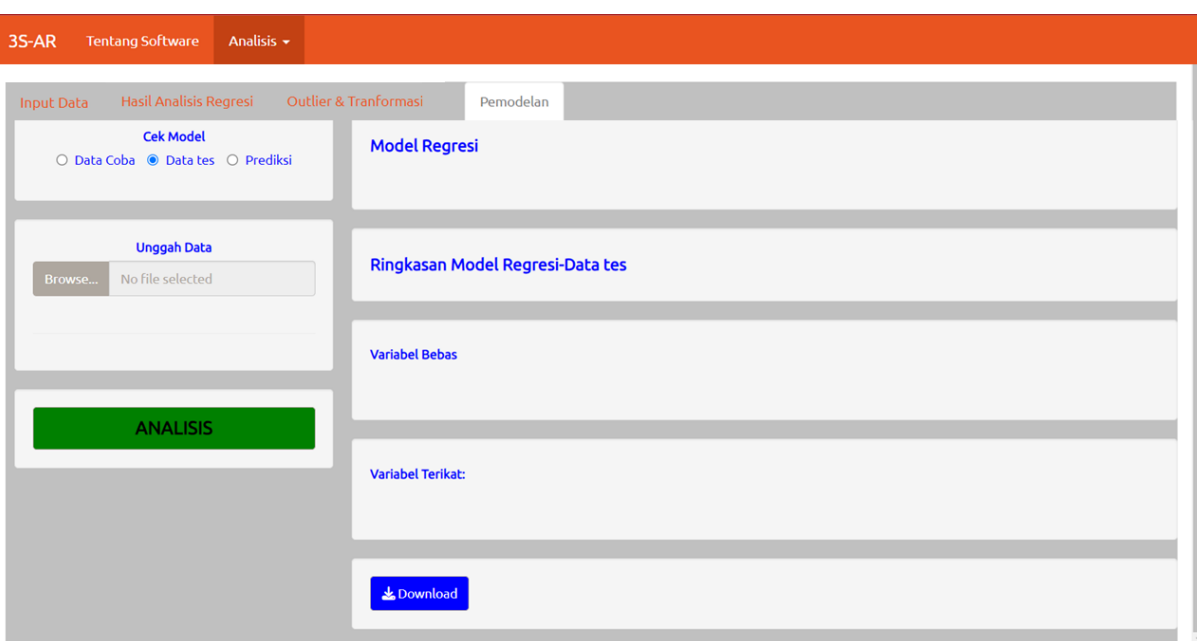 3S-AR Tentang Software Analisis
Input Data Hasil Analisis Regresi Outlier & Tranformasi Pemodelan
Cek Model
Data Coba Data tes Prediksi
Unggah Data
Browse... No file selected
ANALISIS
Model Regresi
Ringkasan Model Regresi-Data tes
Variabel Bebas
Variabel Terikat:
Download